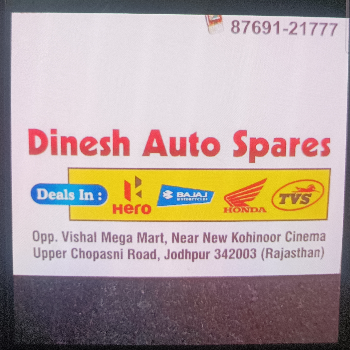 87691-21777
Dinesh Auto Spares
Deals In : Hero BAJAJ MOTORCYCLES HONDA TVS
Opp. Vishal Mega Mart, Near New Kohinoor Cinema
Upper Chopasni Road, Jodhpur 342003 (Rajasthan)